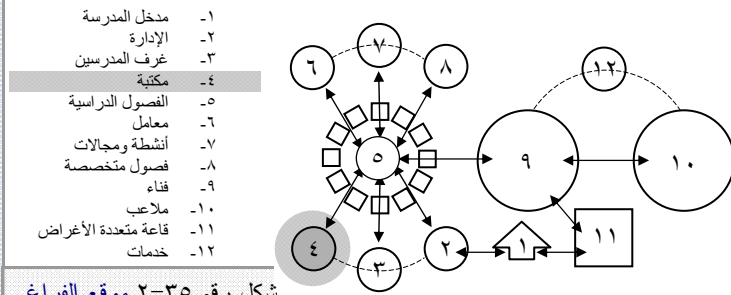 ١- مدخل المدرسة
٢- الإدارة
٣- غرف المدرسين
٤- مكتبة
٥- الفصول الدراسية
٦- معامل
٧- أنشطة ومجالات
٨- فصول متخصصة
٩- فناء
١٠- ملاعب
١١- قاعة متعددة الأغراض
١٢- خدمات
٧
٦
٨
١٢
٥
٩
١٠
٤
٣
٢
١
١١
شكل رقم ٣٥-٢ موقع الفراغ